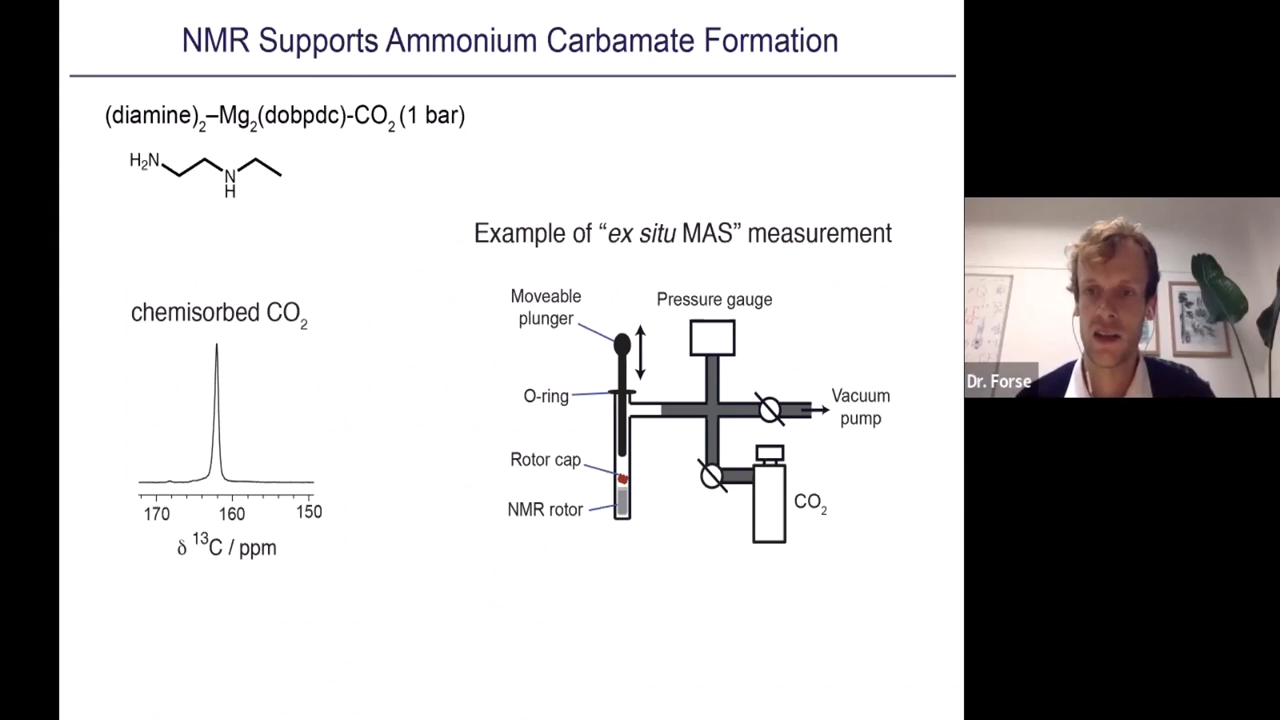 NMR Supports Ammonium Carbamate Formation
(diamine)₂–Mg₂(dobpdc)-CO₂ (1 bar)
H₂N
N
H
Example of “ex situ MAS” measurement
chemisorbed CO₂
170 160 150
δ ¹³C / ppm
Moveable
plunger
Pressure gauge
O-ring
Vacuum
pump
Rotor cap
NMR rotor
CO₂
Dr. Forse